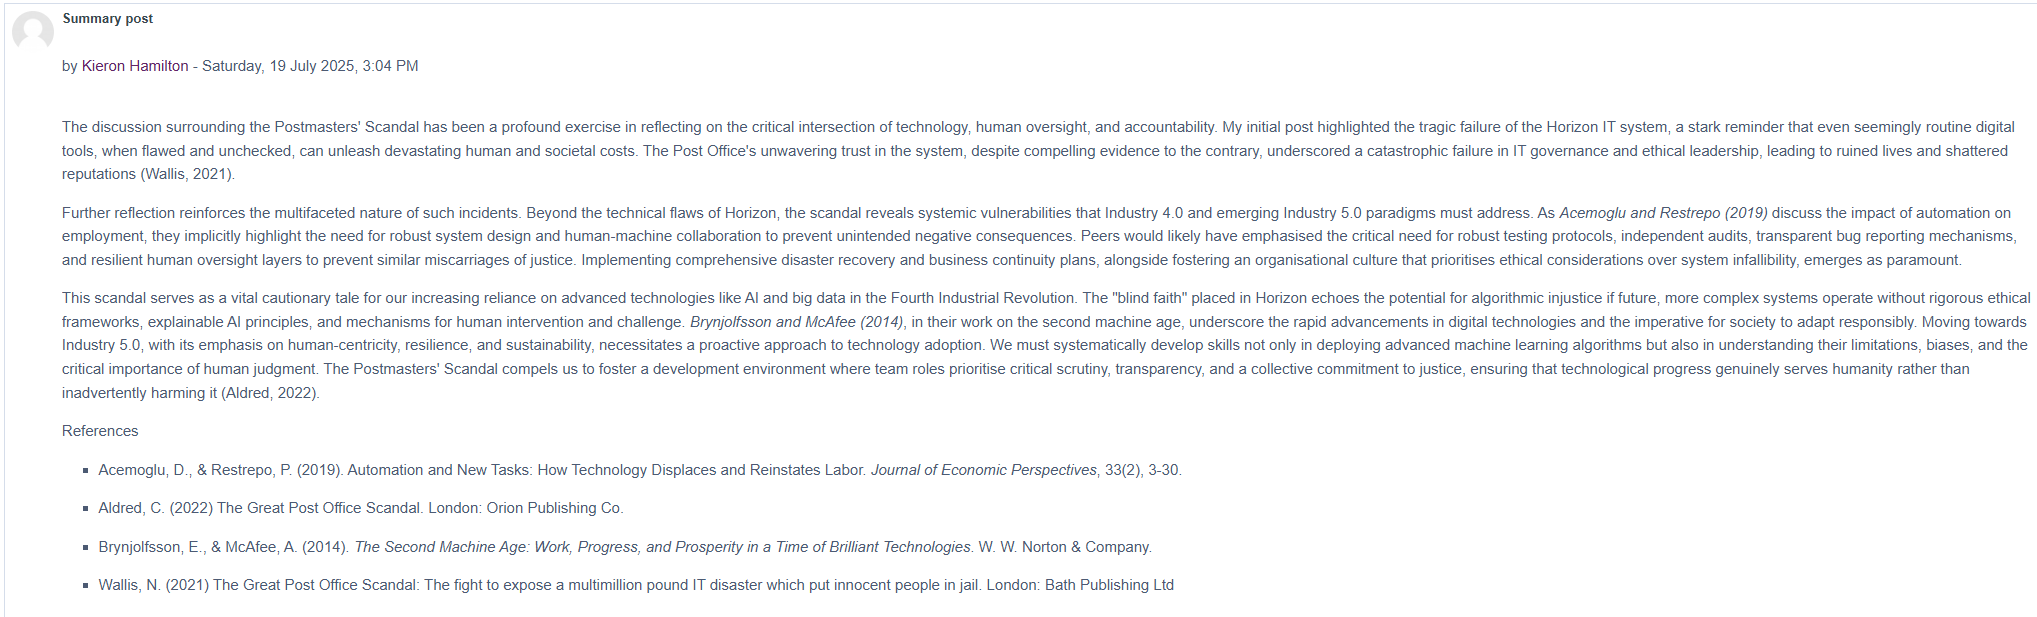 Summary post
by Kieron Hamilton - Saturday, 19 July 2025, 3:04 PM
The discussion surrounding the Postmasters' Scandal has been a profound exercise in reflecting on the critical intersection of technology, human oversight, and accountability. My initial post highlighted the tragic failure of the Horizon IT system, a stark reminder that even seemingly routine digital
tools, when flawed and unchecked, can unleash devastating human and societal costs. The Post Office's unwavering trust in the system, despite compelling evidence to the contrary, underscored a catastrophic failure in IT governance and ethical leadership, leading to ruined lives and shattered
reputations (Wallis, 2021).
Further reflection reinforces the multifaceted nature of such incidents. Beyond the technical flaws of Horizon, the scandal reveals systemic vulnerabilities that Industry 4.0 and emerging Industry 5.0 paradigms must address. As Acemoglu and Restrepo (2019) discuss the impact of automation on
employment, they implicitly highlight the need for robust system design and human-machine collaboration to prevent unintended negative consequences. Peers would likely have emphasised the critical need for robust testing protocols, independent audits, transparent bug reporting mechanisms,
and resilient human oversight layers to prevent similar miscarriages of justice. Implementing comprehensive disaster recovery and business continuity plans, alongside fostering an organisational culture that prioritises ethical considerations over system infallibility, emerges as paramount.
This scandal serves as a vital cautionary tale for our increasing reliance on advanced technologies like AI and big data in the Fourth Industrial Revolution. The "blind faith" placed in Horizon echoes the potential for algorithmic injustice if future, more complex systems operate without rigorous ethical
frameworks, explainable AI principles, and mechanisms for human intervention and challenge. Brynjolfsson and McAfee (2014), in their work on the second machine age, underscore the rapid advancements in digital technologies and the imperative for society to adapt responsibly. Moving towards
Industry 5.0, with its emphasis on human-centricity, resilience, and sustainability, necessitates a proactive approach to technology adoption. We must systematically develop skills not only in deploying advanced machine learning algorithms but also in understanding their limitations, biases, and the
critical importance of human judgment. The Postmasters' Scandal compels us to foster a development environment where team roles prioritise critical scrutiny, transparency, and a collective commitment to justice, ensuring that technological progress genuinely serves humanity rather than
inadvertently harming it (Aldred, 2022).
References
▪ Acemoglu, D., & Restrepo, P. (2019). Automation and New Tasks: How Technology Displaces and Reinstates Labor. Journal of Economic Perspectives, 33(2), 3-30.
▪ Aldred, C. (2022) The Great Post Office Scandal. London: Orion Publishing Co.
▪ Brynjolfsson, E., & McAfee, A. (2014). The Second Machine Age: Work, Progress, and Prosperity in a Time of Brilliant Technologies. W. W. Norton & Company.
▪ Wallis, N. (2021) The Great Post Office Scandal: The fight to expose a multimillion pound IT disaster which put innocent people in jail. London: Bath Publishing Ltd